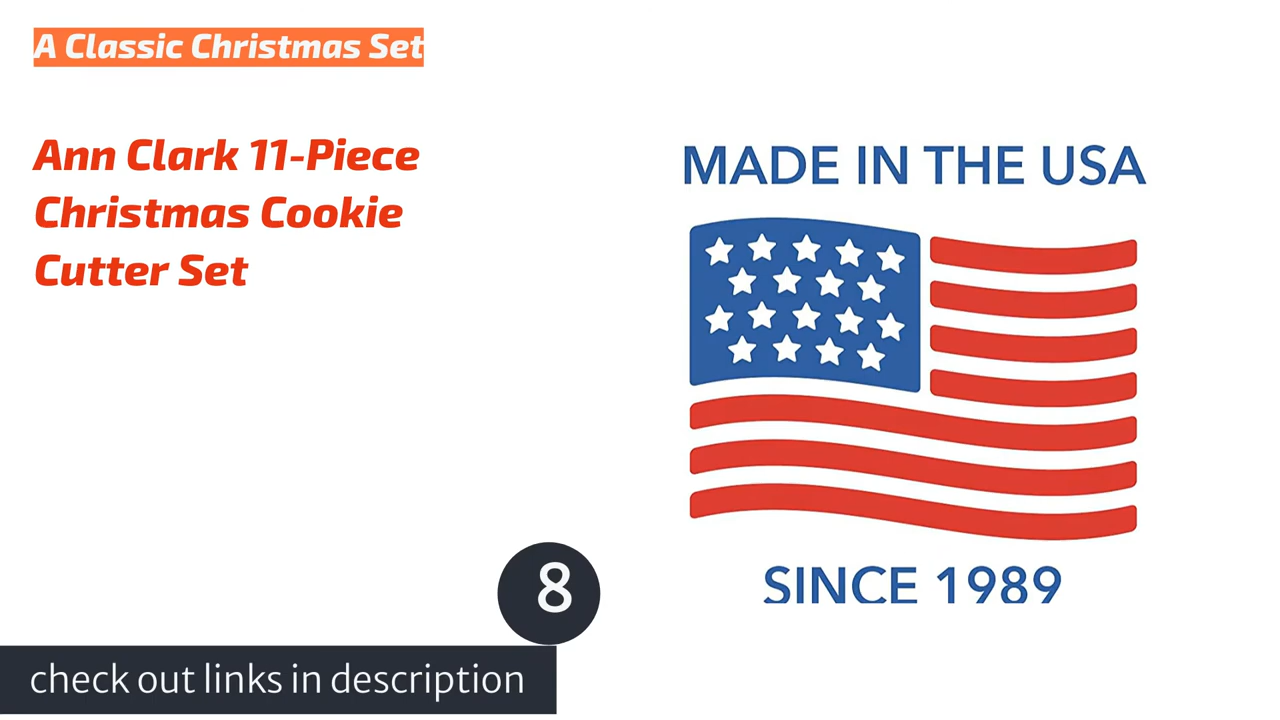 A Classic Christmas Set
Ann Clark 11-Piece
Christmas Cookie
Cutter Set
MADE IN THE USA
SINCE 1989
8
check out links in description